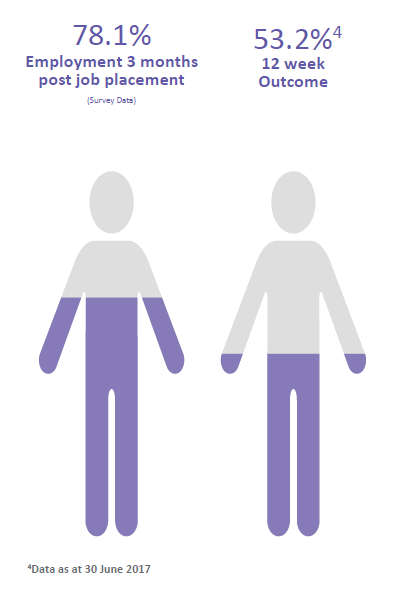 78.1%
Employment 3 months
post job placement
(Survey Data)
53.2%⁴
12 week
Outcome
⁴Data as at 30 June 2017